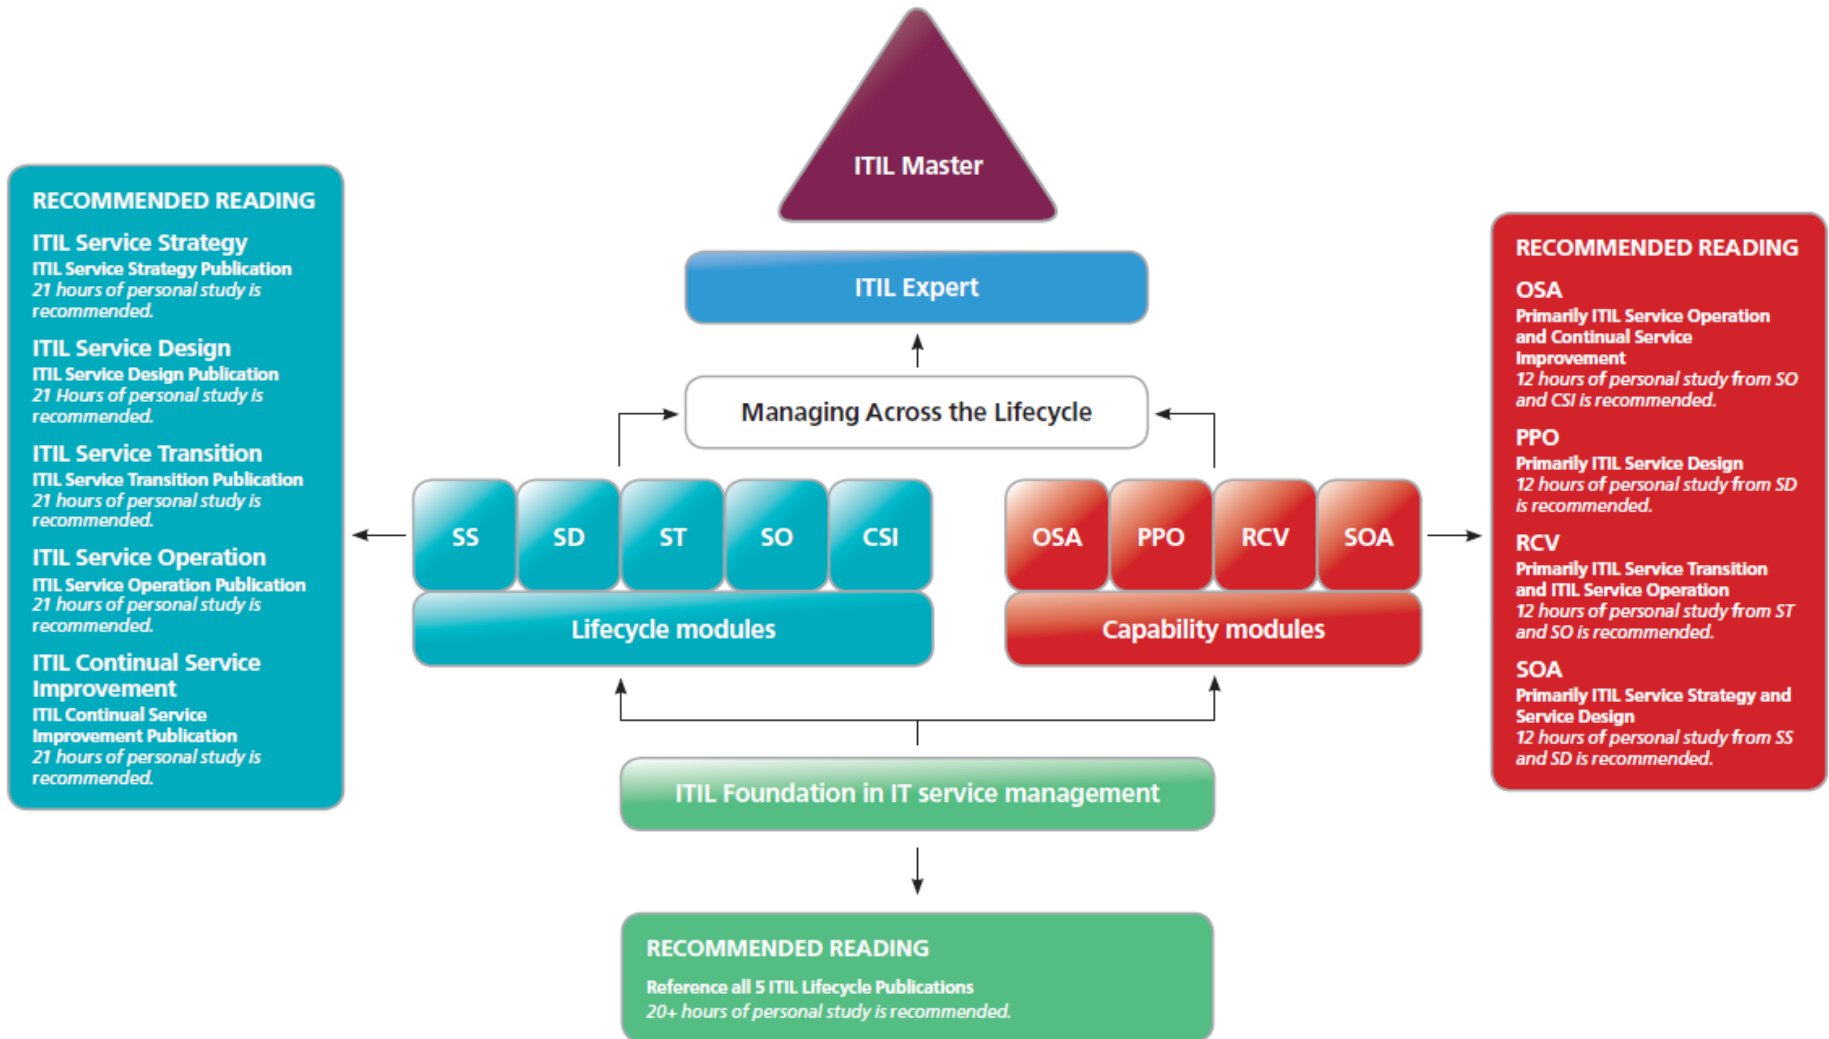 ITIL Master
ITIL Expert
Managing Across the Lifecycle
RECOMMENDED READING
ITIL Service Strategy
ITIL Service Strategy Publication
21 hours of personal study is
recommended.
ITIL Service Design
ITIL Service Design Publication
21 Hours of personal study is
recommended.
ITIL Service Transition
ITIL Service Transition Publication
21 hours of personal study is
recommended.
ITIL Service Operation
ITIL Service Operation Publication
21 hours of personal study is
recommended.
ITIL Continual Service
Improvement
ITIL Continual Service
Improvement Publication
21 hours of personal study is
recommended.
SS
SD
ST
SO
CSI
Lifecycle modules
OSA
PPO
RCV
SOA
Capability modules
RECOMMENDED READING
OSA
Primarily ITIL Service Operation
and Continual Service
Improvement
12 hours of personal study from SO
and CSI is recommended.
PPO
Primarily ITIL Service Design
12 hours of personal study from SD
is recommended.
RCV
Primarily ITIL Service Transition
and ITIL Service Operation
12 hours of personal study from ST
and SO is recommended.
SOA
Primarily ITIL Service Strategy and
Service Design
12 hours of personal study from SS
and SD is recommended.
ITIL Foundation in IT service management
RECOMMENDED READING
Reference all 5 ITIL Lifecycle Publications
20+ hours of personal study is recommended.